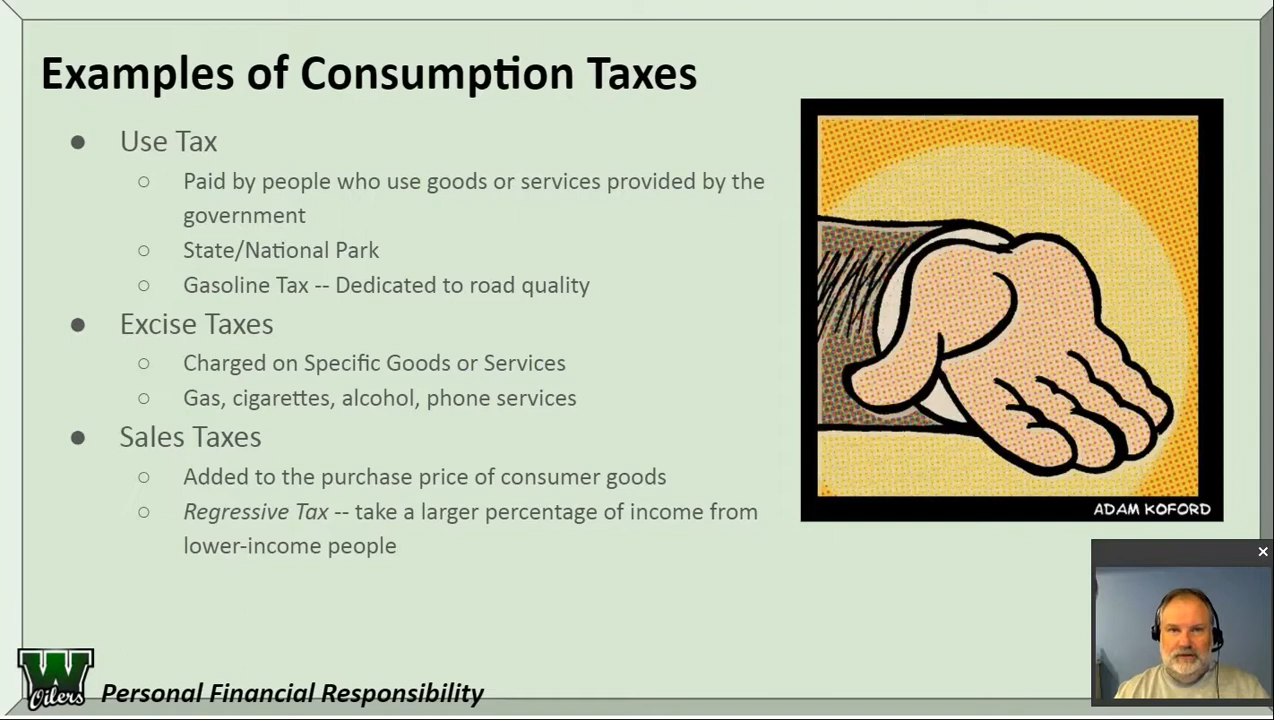 Examples of Consumption Taxes
● Use Tax
○ Paid by people who use goods or services provided by the
government
○ State/National Park
○ Gasoline Tax -- Dedicated to road quality
● Excise Taxes
○ Charged on Specific Goods or Services
○ Gas, cigarettes, alcohol, phone services
● Sales Taxes
○ Added to the purchase price of consumer goods
○ Regressive Tax -- take a larger percentage of income from
lower-income people
ADAM KOFORD
W
Oilers
Personal Financial Responsibility